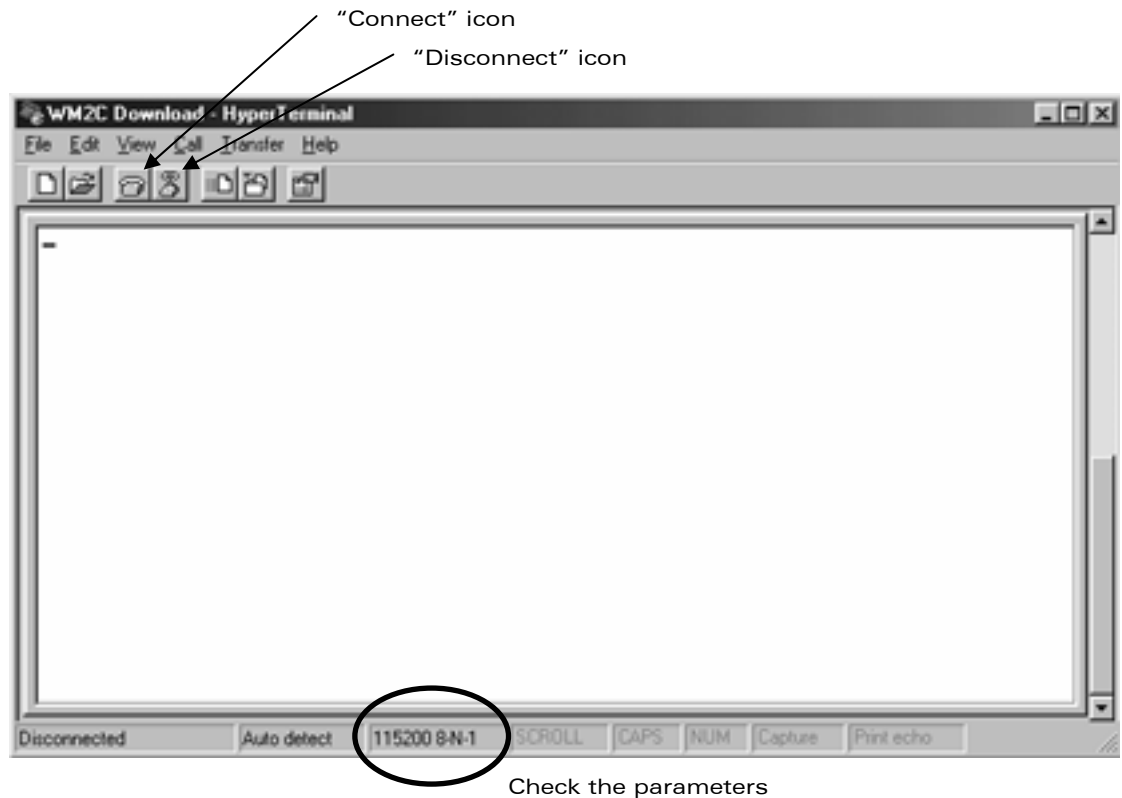 “Connect” icon
“Disconnect” icon
WM2C Download - HyperTerminal
File Edit View Call Transfer Help
Disconnected Auto detect 115200 8-N-1 SCROLL CAPS NUM Capture Print echo
Check the parameters